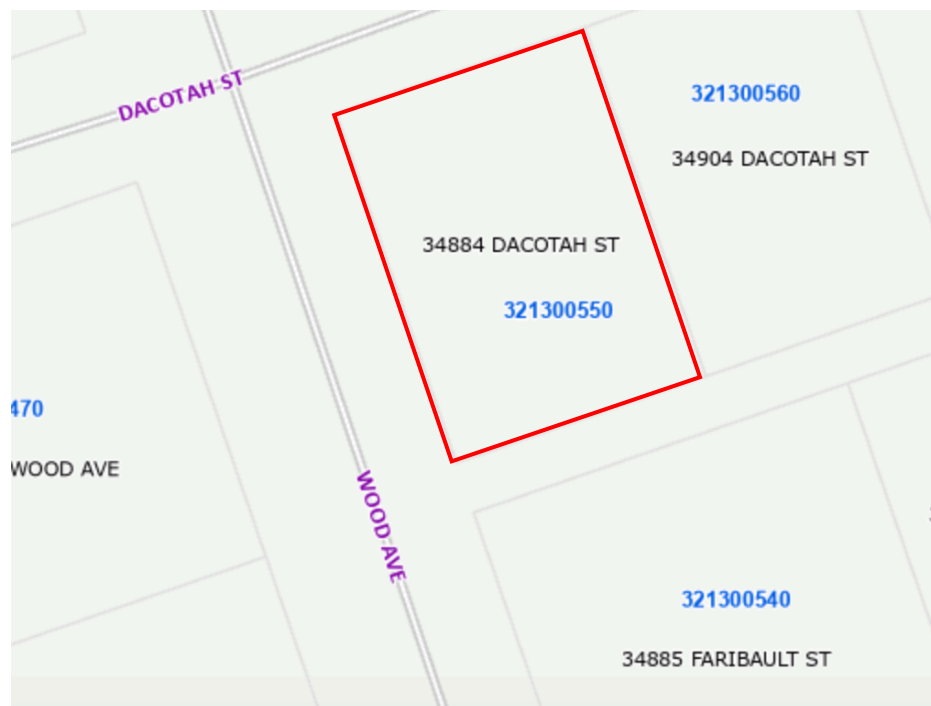 DACOTAH ST
321300560
34904 DACOTAH ST
34884 DACOTAH ST
321300550
470
WOOD AVE
WOOD AVE
321300540
34885 FARIBAULT ST